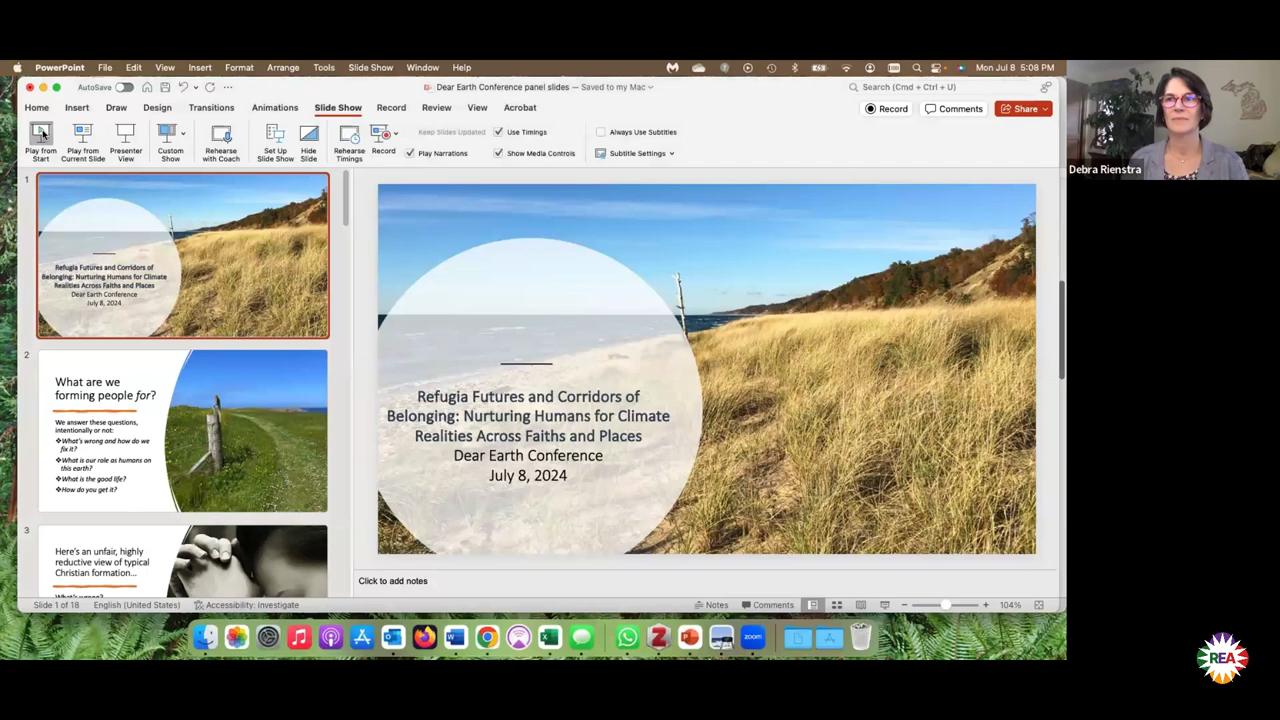 PowerPoint File Edit View Insert Format Arrange Tools Slide Show Window Help Mon Jul 8 5:08 PM
AutoSave Dear Earth Conference panel slides — Saved to my Mac Search (Cmd + Ctrl + U)
Home Insert Draw Design Transitions Animations Slide Show Record Review View Acrobat Record Comments Share
Play from Start
Play from Current Slide
Presenter View
Custom Show
Rehearse with Coach
Set Up Slide Show
Hide Slide
Rehearse Timings
Record
Keep Slides Updated
Use Timings
Play Narrations
Show Media Controls
Always Use Subtitles
Subtitle Settings
Debra Rienstra
1
Refugia Futures and Corridors of
Belonging: Nurturing Humans for Climate
Realities Across Faiths and Places
Dear Earth Conference
July 8, 2024
2
What are we
forming people for?
We answer these questions,
intentionally or not:
❖What's wrong and how do we
fix it?
❖What is our role as humans on
this earth?
❖What is the good life?
❖How do you get it?
3
Here's an unfair, highly
reductive view of typical
Christian formation…
Refugia Futures and Corridors of
Belonging: Nurturing Humans for Climate
Realities Across Faiths and Places
Dear Earth Conference
July 8, 2024
Click to add notes
Slide 1 of 18 English (United States) Accessibility: Investigate Notes Comments 104%
zoom
REA